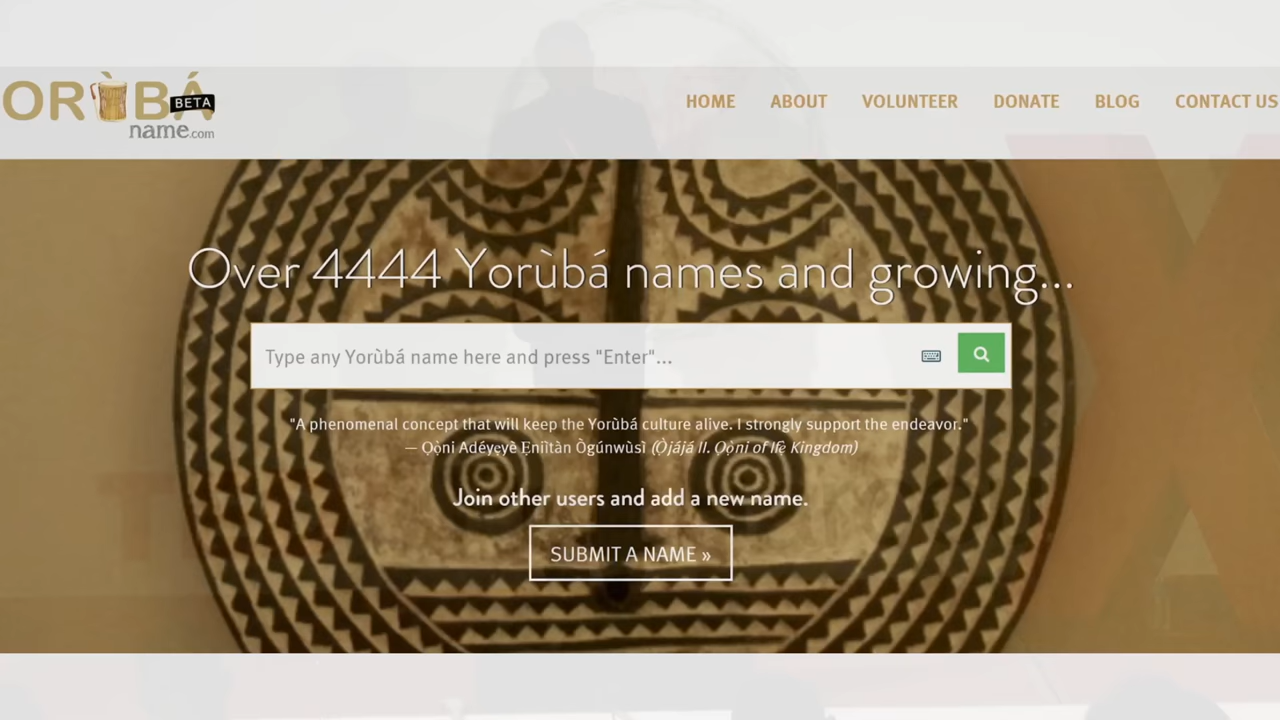 ORÙBÁ
BETA
name.com
HOME ABOUT VOLUNTEER DONATE BLOG CONTACT US
Over 4444 Yorùbá names and growing...
Type any Yorùbá name here and press "Enter"...
"A phenomenal concept that will keep the Yorùbá culture alive. I strongly support the endeavor."
— Ọọ̀ni Adéyẹyè Ẹniìtàn Ògúnwùsì (Ọ̀jájá II. Ọọ̀ni of Ifẹ̀ Kingdom)
Join other users and add a new name.
SUBMIT A NAME »